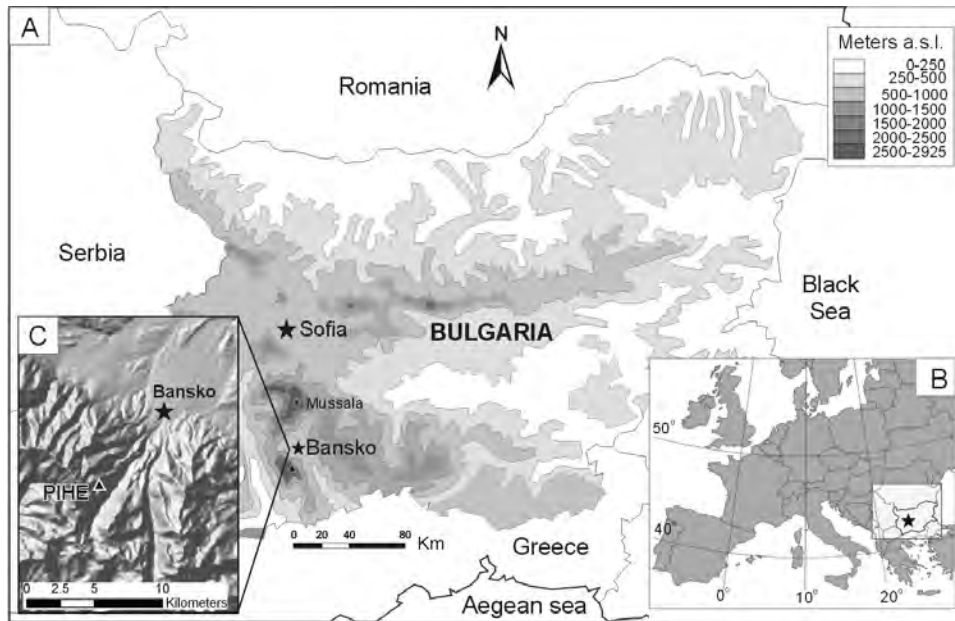 A
N
Romania
Meters a.s.l.
0-250
250-500
500-1000
1000-1500
1500-2000
2000-2500
2500-2925
Serbia
Black
Sea
Sofia
BULGARIA
C
Bansko
PIHE
0 2.5 5 10
Kilometers
Mussala
Bansko
0 20 40 80
Km
Greece
Aegean sea
B
50°
40°
0° 10° 20°